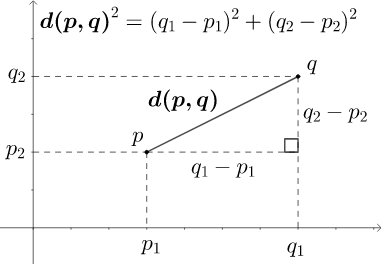 d(p,q)² = (q₁ − p₁)² + (q₂ − p₂)²
q₂
q
d(p,q)
q₂ − p₂
p
p₂
q₁ − p₁
p₁
q₁